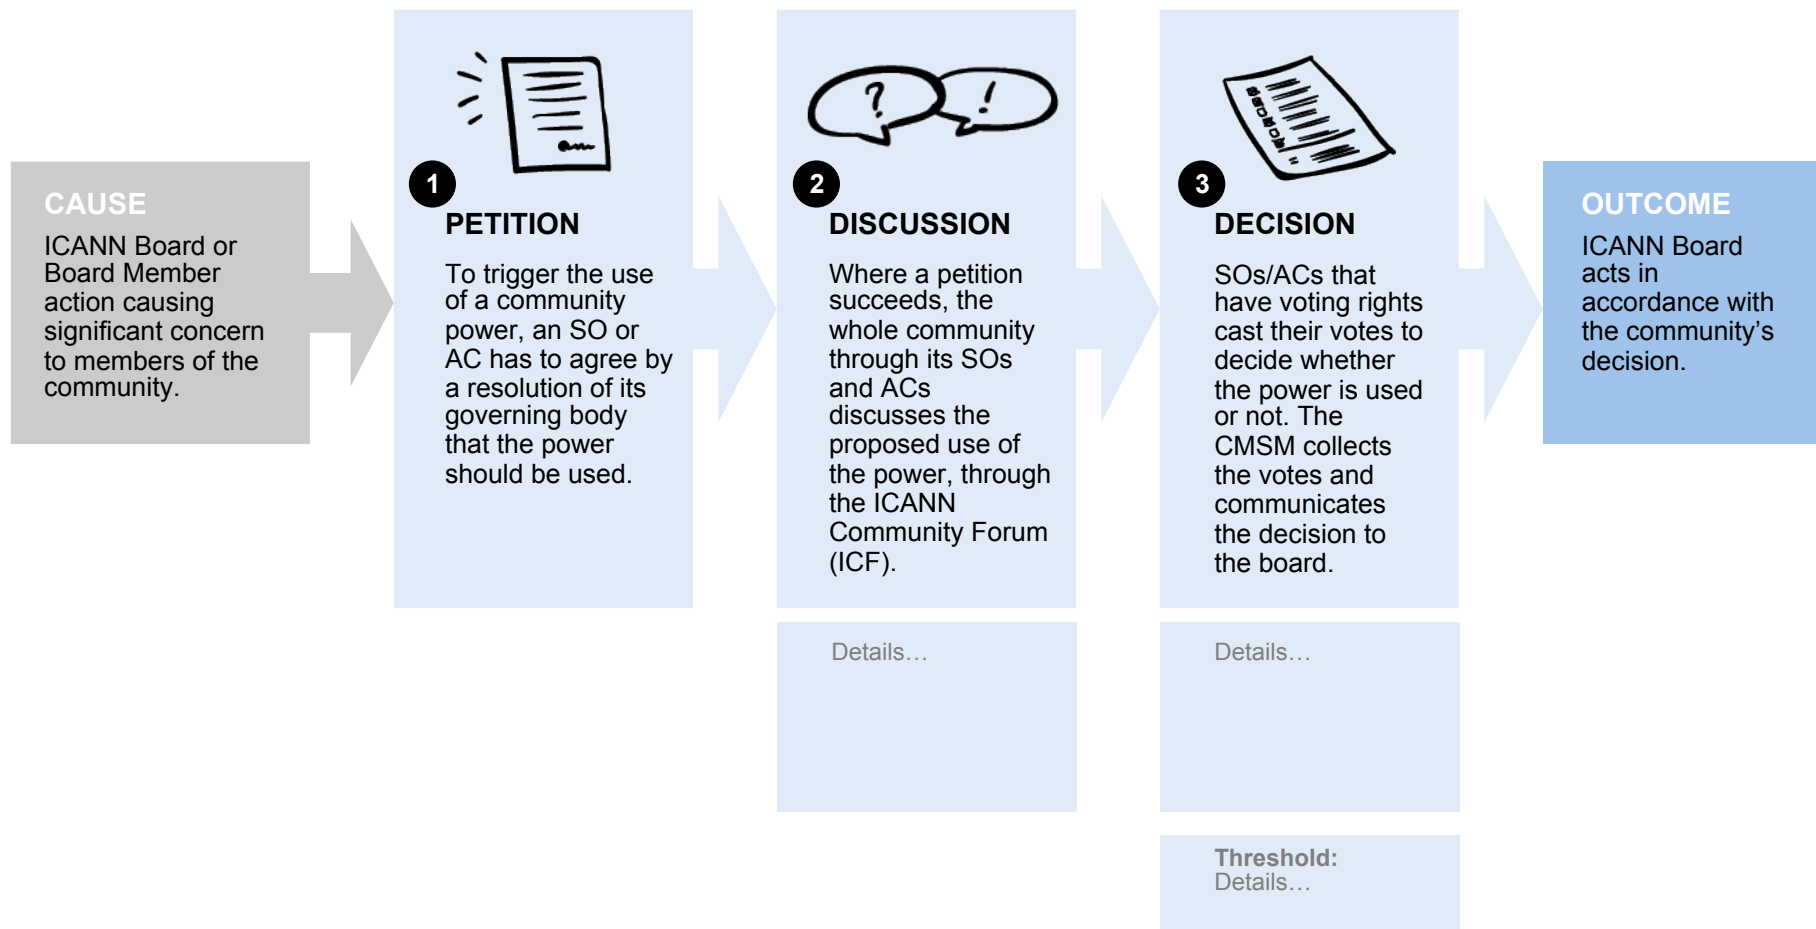 CAUSE
ICANN Board or
Board Member
action causing
significant concern
to members of the
community.
1
PETITION
To trigger the use
of a community
power, an SO or
AC has to agree by
a resolution of its
governing body
that the power
should be used.
?
!
2
DISCUSSION
Where a petition
succeeds, the
whole community
through its SOs
and ACs
discusses the
proposed use of
the power, through
the ICANN
Community Forum
(ICF).
Details…
3
DECISION
SOs/ACs that
have voting rights
cast their votes to
decide whether
the power is used
or not. The
CMSM collects
the votes and
communicates
the decision to
the board.
Details…
Threshold:
Details…
OUTCOME
ICANN Board
acts in
accordance with
the community’s
decision.